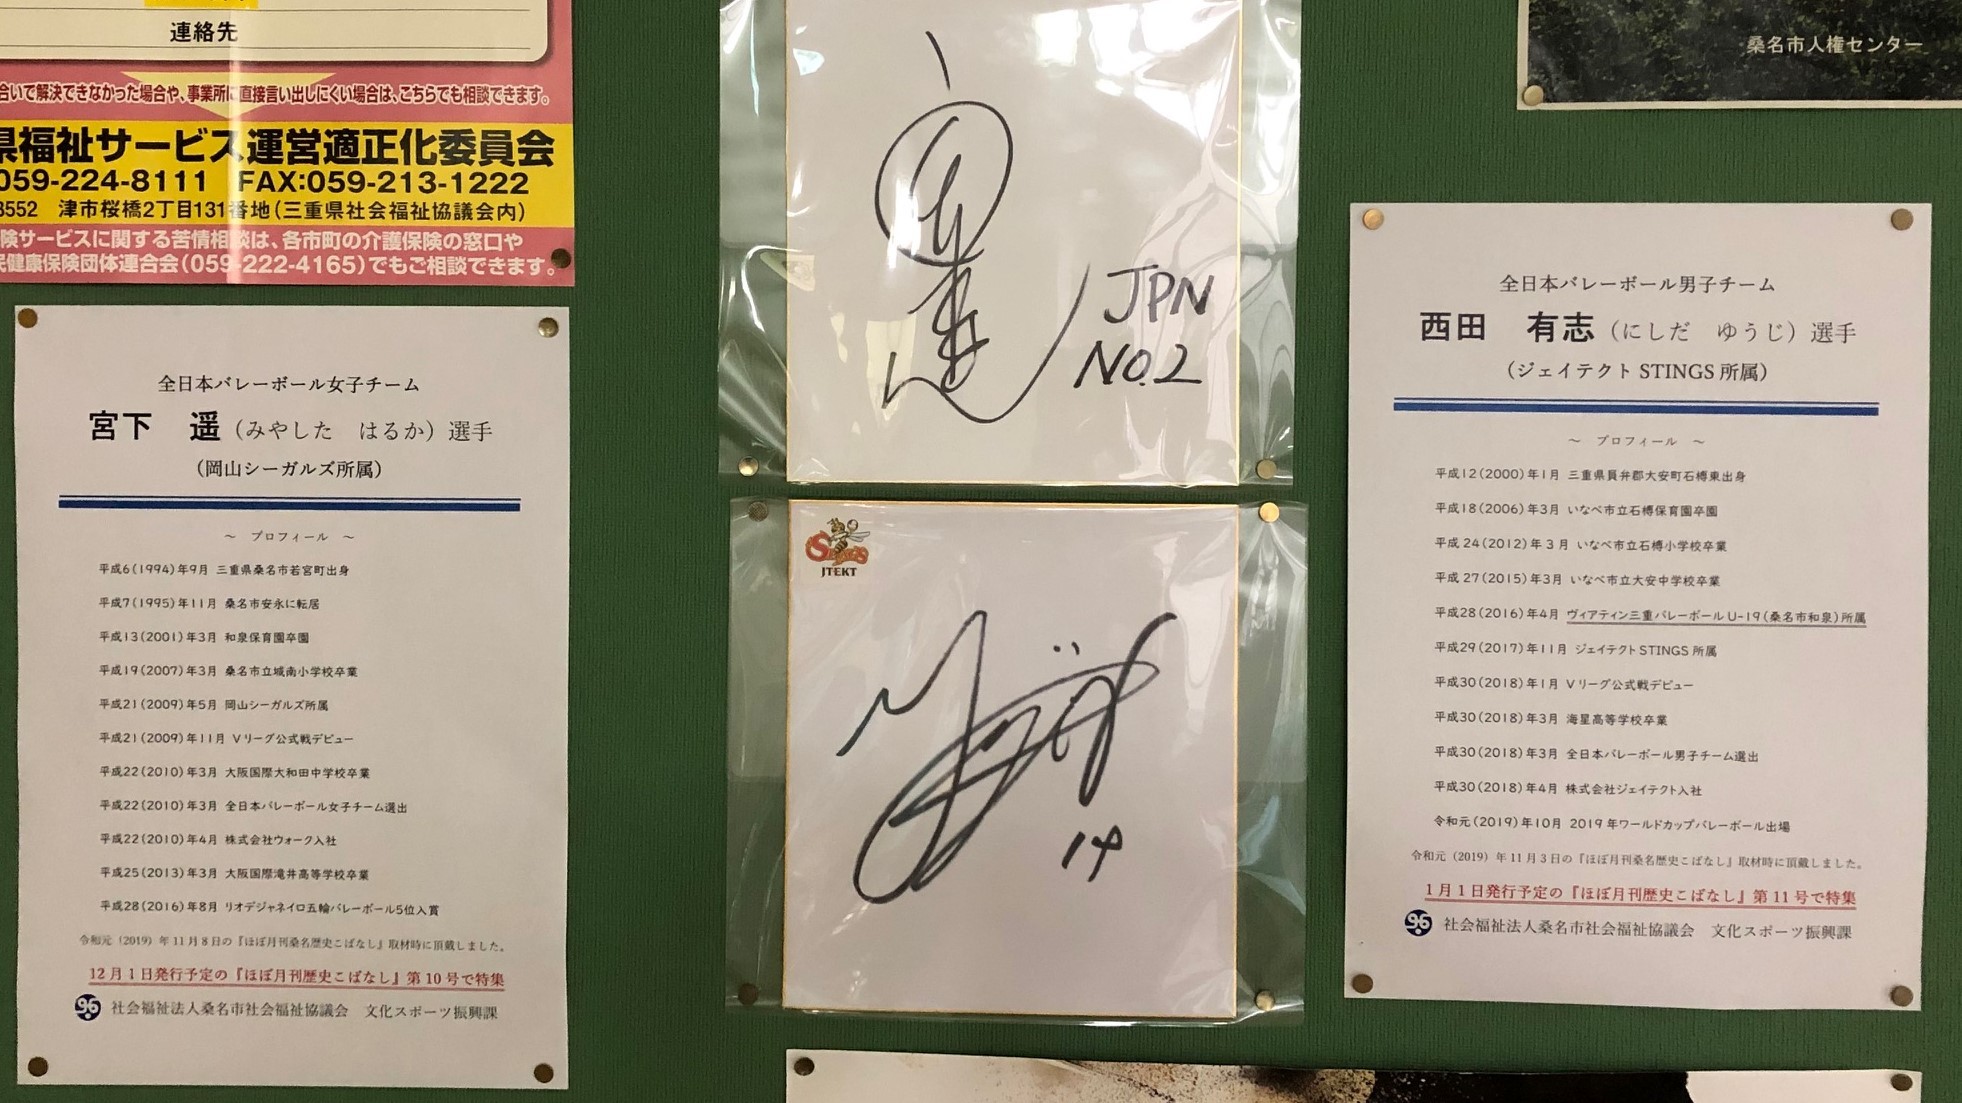 連絡先
合いで解決できなかった場合や、事業所に直接言い出しにくい場合は、こちらでも相談できます。
県福祉サービス運営適正化委員会
059-224-8111 FAX:059-213-1222
8552 津市桜橋2丁目131番地(三重県社会福祉協議会内)
険サービスに関する苦情相談は、各市町の介護保険の窓口や
民健康保険団体連合会(059-222-4165)でもご相談できます。
全日本バレーボール女子チーム
宮下 遥(みやした はるか)選手
(岡山シーガルズ所属)
～ プロフィール ～
平成6(1994)年9月 三重県桑名市若宮町出身
平成7(1995)年11月 桑名市安永に転居
平成13(2001)年3月 和泉保育園卒園
平成19(2007)年3月 桑名市立城南小学校卒業
平成21(2009)年5月 岡山シーガルズ所属
平成21(2009)年11月 Vリーグ公式戦デビュー
平成22(2010)年3月 大阪国際大和田中学校卒業
平成22(2010)年3月 全日本バレーボール女子チーム選出
平成22(2010)年4月 株式会社ウォーク入社
平成25(2013)年3月 大阪国際滝井高等学校卒業
平成28(2016)年8月 リオデジャネイロ五輪バレーボール5位入賞
令和元(2019)年11月8日の『ほぼ月刊桑名歴史こばなし』取材時に頂戴しました。
12月1日発行予定の『ほぼ月刊歴史こばなし』第10号で特集
社会福祉法人桑名市社会福祉協議会 文化スポーツ振興課
JPN
NO.2
STINGS
JTEKT
14
桑名市人権センター
全日本バレーボール男子チーム
西田 有志(にしだ ゆうじ)選手
(ジェイテクトSTINGS所属)
～ プロフィール ～
平成12(2000)年1月 三重県員弁郡大安町石榑東出身
平成18(2006)年3月 いなべ市立石榑保育園卒園
平成24(2012)年3月 いなべ市立石榑小学校卒業
平成27(2015)年3月 いなべ市立大安中学校卒業
平成28(2016)年4月 ヴィアティン三重バレーボールU-19(桑名市和泉)所属
平成29(2017)年11月 ジェイテクトSTINGS所属
平成30(2018)年1月 Vリーグ公式戦デビュー
平成30(2018)年3月 海星高等学校卒業
平成30(2018)年3月 全日本バレーボール男子チーム選出
平成30(2018)年4月 株式会社ジェイテクト入社
令和元(2019)年10月 2019年ワールドカップバレーボール出場
令和元(2019)年11月3日の『ほぼ月刊桑名歴史こばなし』取材時に頂戴しました。
1月1日発行予定の『ほぼ月刊歴史こばなし』第11号で特集
社会福祉法人桑名市社会福祉協議会 文化スポーツ振興課